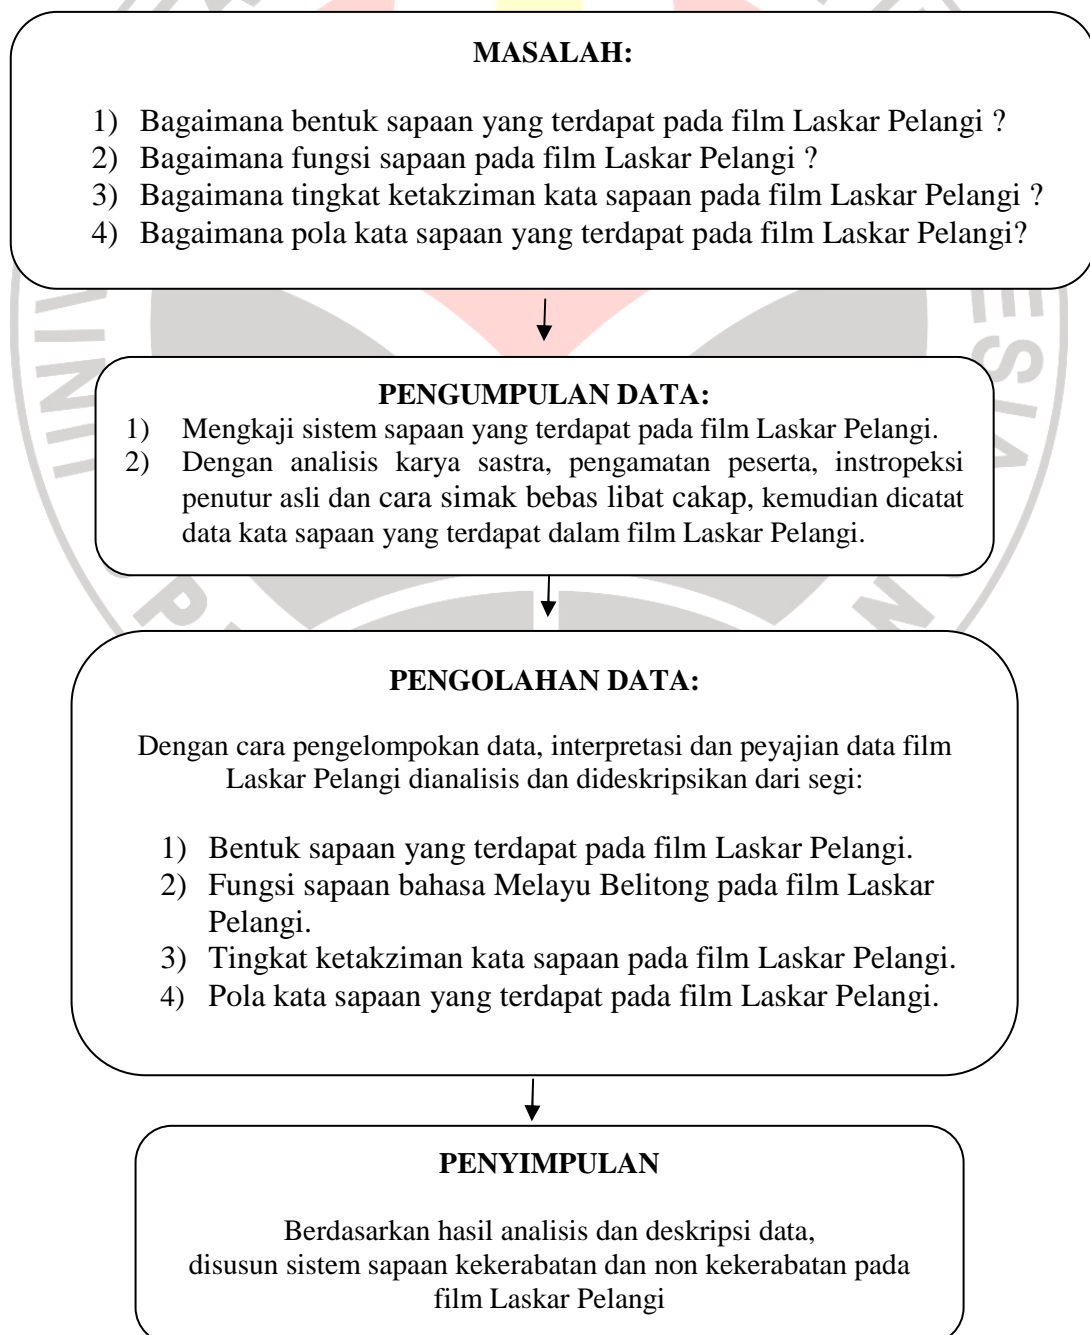 MASALAH:
1) Bagaimana bentuk sapaan yang terdapat pada film Laskar Pelangi ?
2) Bagaimana fungsi sapaan pada film Laskar Pelangi ?
3) Bagaimana tingkat ketakziman kata sapaan pada film Laskar Pelangi ?
4) Bagaimana pola kata sapaan yang terdapat pada film Laskar Pelangi?
PENGUMPULAN DATA:
1) Mengkaji sistem sapaan yang terdapat pada film Laskar Pelangi.
2) Dengan analisis karya sastra, pengamatan peserta, instropeksi
penutur asli dan cara simak bebas libat cakap, kemudian dicatat
data kata sapaan yang terdapat dalam film Laskar Pelangi.
PENGOLAHAN DATA:
Dengan cara pengelompokan data, interpretasi dan peyajian data film
Laskar Pelangi dianalisis dan dideskripsikan dari segi:
1) Bentuk sapaan yang terdapat pada film Laskar Pelangi.
2) Fungsi sapaan bahasa Melayu Belitong pada film Laskar
Pelangi.
3) Tingkat ketakziman kata sapaan pada film Laskar Pelangi.
4) Pola kata sapaan yang terdapat pada film Laskar Pelangi.
PENYIMPULAN
Berdasarkan hasil analisis dan deskripsi data,
disusun sistem sapaan kekerabatan dan non kekerabatan pada
film Laskar Pelangi